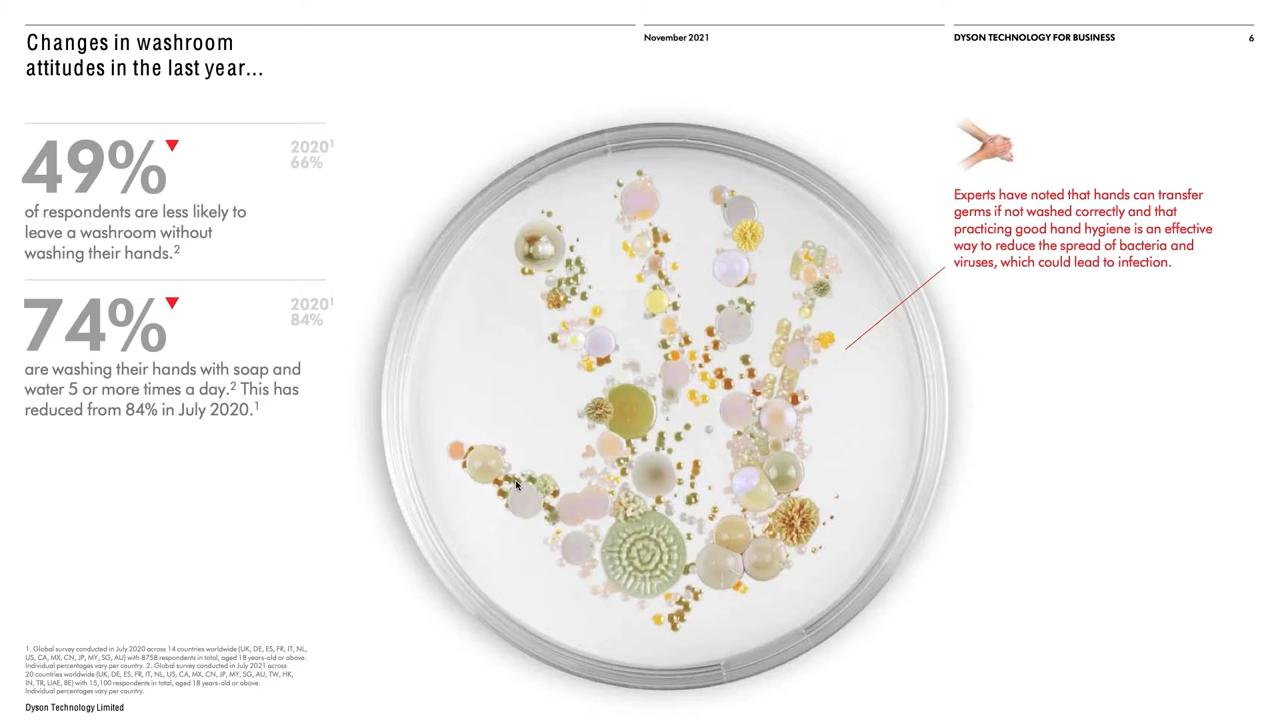 Changes in washroom
attitudes in the last year...
November 2021
DYSON TECHNOLOGY FOR BUSINESS
6
49%
2020¹
66%
of respondents are less likely to
leave a washroom without
washing their hands.²
74%
2020¹
84%
are washing their hands with soap and
water 5 or more times a day.² This has
reduced from 84% in July 2020.¹
Experts have noted that hands can transfer
germs if not washed correctly and that
practicing good hand hygiene is an effective
way to reduce the spread of bacteria and
viruses, which could lead to infection.
1. Global survey conducted in July 2020 across 14 countries worldwide (UK, DE, ES, FR, IT, NL,
US, CA, MX, CN, JP, MY, SG, AU) with 8758 respondents in total, aged 18 years-old or above.
Individual percentages vary per country. 2. Global survey conducted in July 2021 across
20 countries worldwide (UK, DE, ES, FR, IT, NL, US, CA, MX, CN, JP, MY, SG, AU, TW, HK,
IN, TR, UAE, BE) with 15,100 respondents in total, aged 18 years-old or above.
Individual percentages vary per country.
Dyson Technology Limited